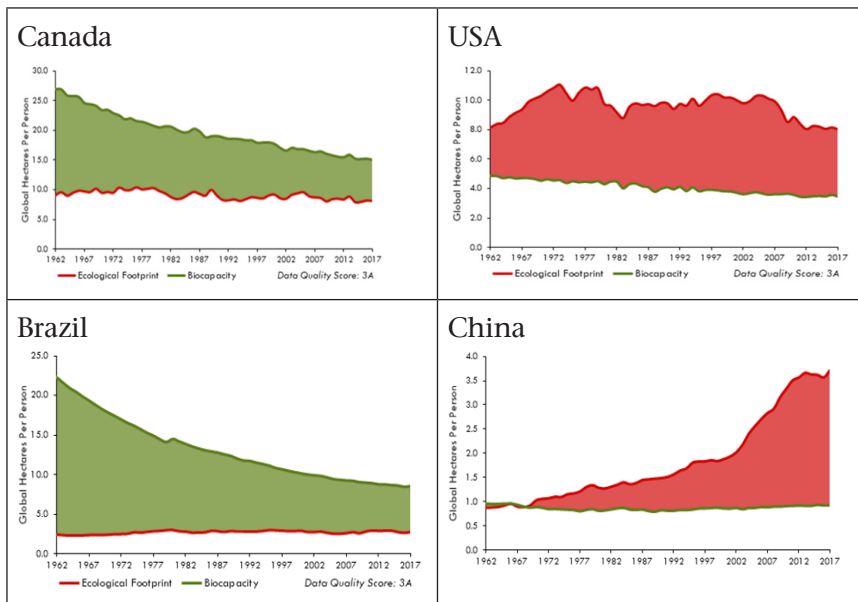 Canada
30.0
25.0
20.0
15.0
10.0
5.0
0.0
Global Hectares Per Person
1962 1967 1972 1977 1982 1987 1992 1997 2002 2007 2012 2017
Ecological Footprint Biocapacity Data Quality Score: 3A
USA
12.0
10.0
8.0
6.0
4.0
2.0
0.0
Global Hectares Per Person
1962 1967 1972 1977 1982 1987 1992 1997 2002 2007 2012 2017
Ecological Footprint Biocapacity Data Quality Score: 3A
Brazil
25.0
20.0
15.0
10.0
5.0
0.0
Global Hectares Per Person
1962 1967 1972 1977 1982 1987 1992 1997 2002 2007 2012 2017
Ecological Footprint Biocapacity Data Quality Score: 3A
China
4.0
3.5
3.0
2.5
2.0
1.5
1.0
0.5
0.0
Global Hectares Per Person
1962 1967 1972 1977 1982 1987 1992 1997 2002 2007 2012 2017